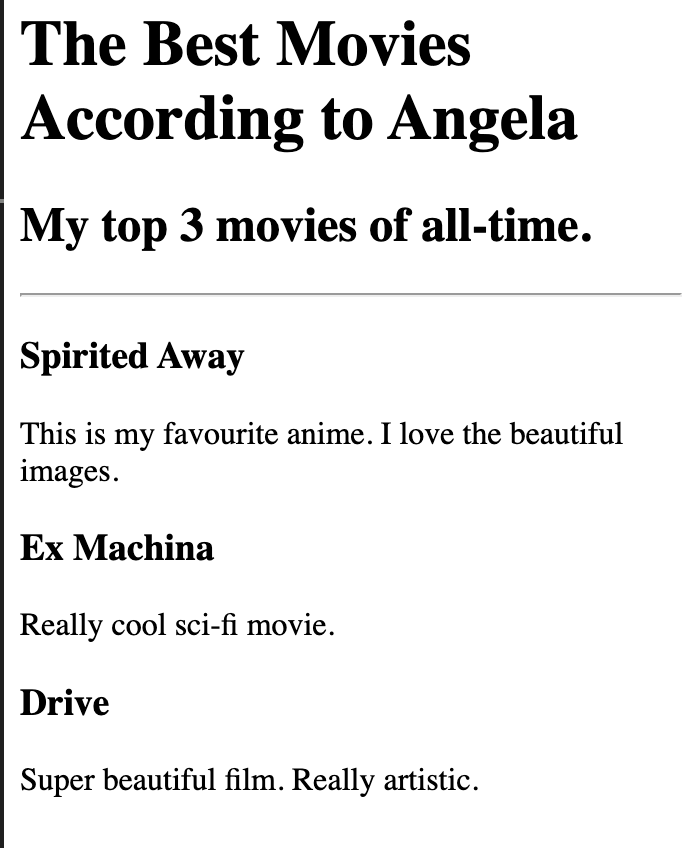 The Best Movies
According to Angela
My top 3 movies of all-time.
Spirited Away
This is my favourite anime. I love the beautiful
images.
Ex Machina
Really cool sci-fi movie.
Drive
Super beautiful film. Really artistic.